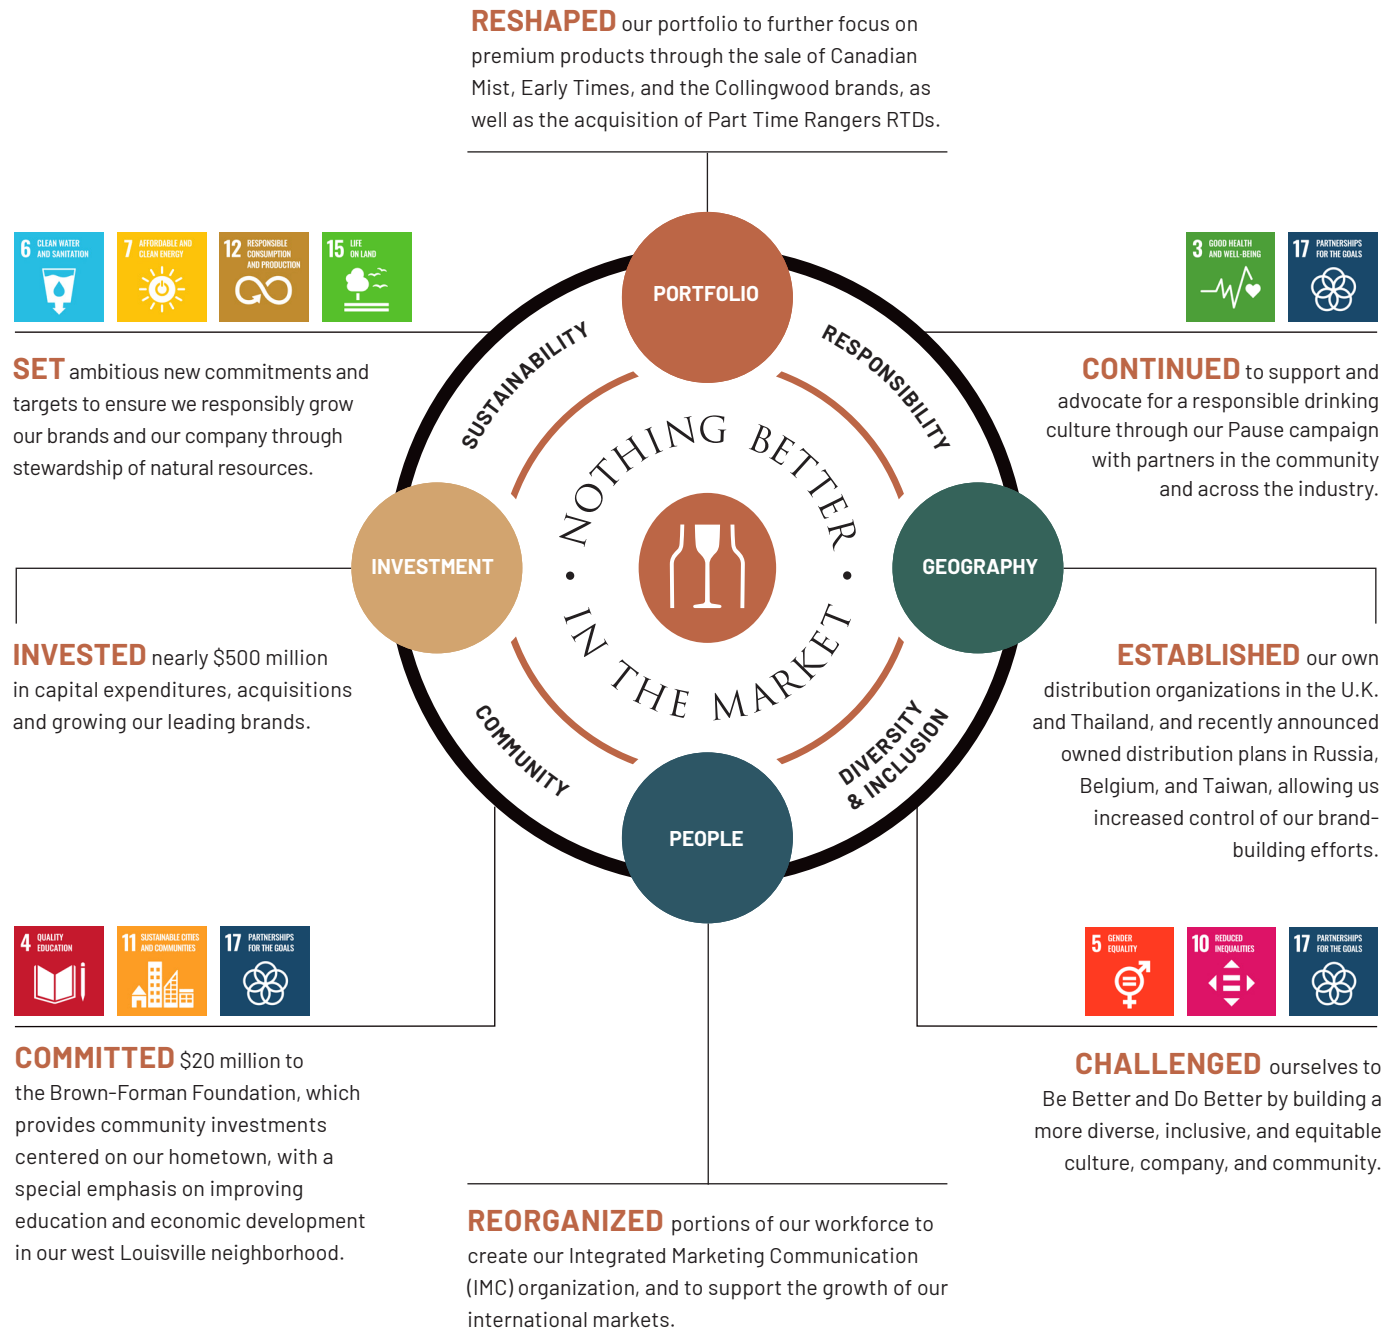 RESHAPED our portfolio to further focus on
premium products through the sale of Canadian
Mist, Early Times, and the Collingwood brands, as
well as the acquisition of Part Time Rangers RTDs.
6 CLEAN WATER
AND SANITATION
7 AFFORDABLE AND
CLEAN ENERGY
12 RESPONSIBLE
CONSUMPTION
AND PRODUCTION
15 LIFE
ON LAND
SET ambitious new commitments and
targets to ensure we responsibly grow
our brands and our company through
stewardship of natural resources.
3 GOOD HEALTH
AND WELL-BEING
17 PARTNERSHIPS
FOR THE GOALS
CONTINUED to support and
advocate for a responsible drinking
culture through our Pause campaign
with partners in the community
and across the industry.
PORTFOLIO
SUSTAINABILITY
RESPONSIBILITY
INVESTMENT
NOTHING BETTER
• IN THE MARKET •
GEOGRAPHY
COMMUNITY
DIVERSITY
& INCLUSION
PEOPLE
INVESTED nearly $500 million
in capital expenditures, acquisitions
and growing our leading brands.
ESTABLISHED our own
distribution organizations in the U.K.
and Thailand, and recently announced
owned distribution plans in Russia,
Belgium, and Taiwan, allowing us
increased control of our brand-
building efforts.
4 QUALITY
EDUCATION
11 SUSTAINABLE CITIES
AND COMMUNITIES
17 PARTNERSHIPS
FOR THE GOALS
COMMITTED $20 million to
the Brown-Forman Foundation, which
provides community investments
centered on our hometown, with a
special emphasis on improving
education and economic development
in our west Louisville neighborhood.
5 GENDER
EQUALITY
10 REDUCED
INEQUALITIES
17 PARTNERSHIPS
FOR THE GOALS
CHALLENGED ourselves to
Be Better and Do Better by building a
more diverse, inclusive, and equitable
culture, company, and community.
REORGANIZED portions of our workforce to
create our Integrated Marketing Communication
(IMC) organization, and to support the growth of our
international markets.